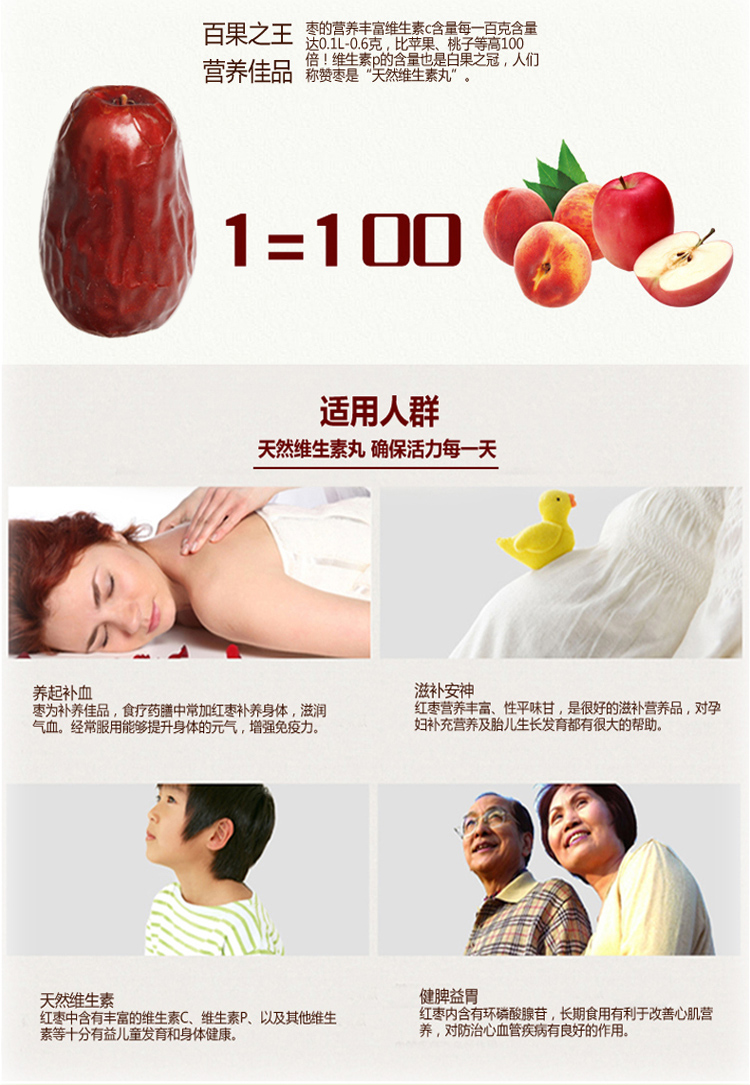 百果之王
营养佳品
枣的营养丰富维生素c含量每一百克含量
达0.1L-0.6克，比苹果、桃子等高100
倍！维生素p的含量也是白果之冠，人们
称赞枣是“天然维生素丸”。
1=100
适用人群
天然维生素丸 确保活力每一天
养起补血
枣为补养佳品，食疗药膳中常加红枣补养身体，滋润
气血。经常服用能够提升身体的元气，增强免疫力。
滋补安神
红枣营养丰富、性平味甘，是很好的滋补营养品，对孕
妇补充营养及胎儿生长发育都有很大的帮助。
天然维生素
红枣中含有丰富的维生素C、维生素P、以及其他维生
素等十分有益儿童发育和身体健康。
健脾益胃
红枣内含有环磷酸腺苷，长期食用有利于改善心肌营
养，对防治心血管疾病有良好的作用。